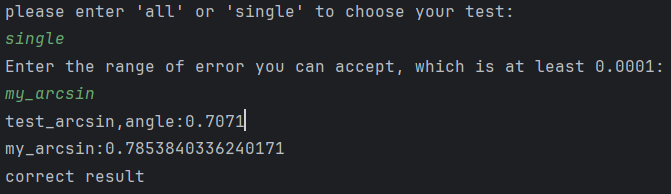 please enter 'all' or 'single' to choose your test:
single
Enter the range of error you can accept, which is at least 0.0001:
my_arcsin
test_arcsin,angle:0.7071
my_arcsin:0.7853840336240171
correct result